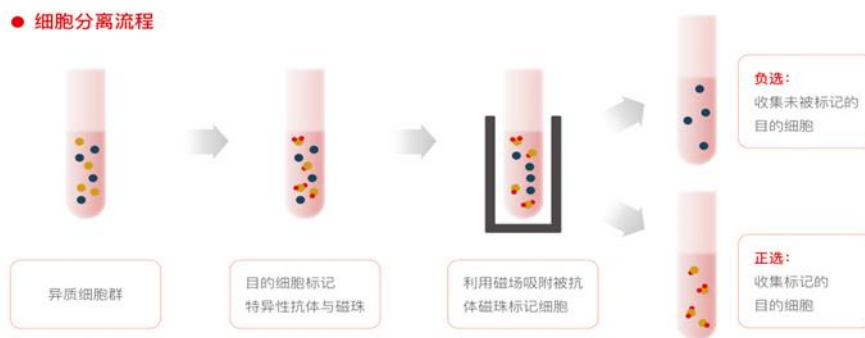 细胞分离流程
负选：
收集未被标记的
目的细胞
异质细胞群
目的细胞标记
特异性抗体与磁珠
利用磁场吸附被抗
体磁珠标记细胞
正选：
收集标记的
目的细胞